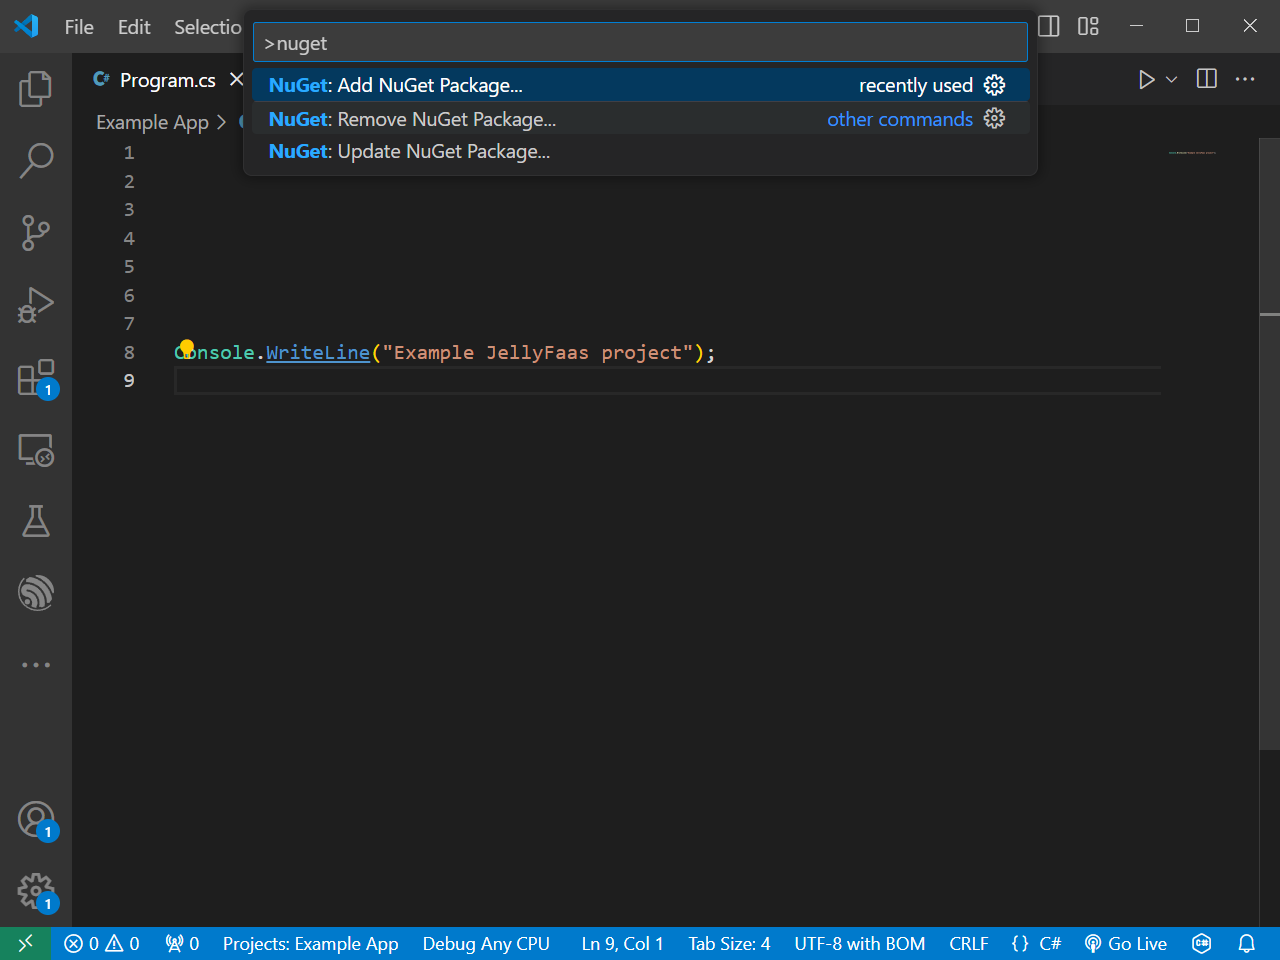 File Edit Selectio
>nuget
C# Program.cs
NuGet: Add NuGet Package... recently used
NuGet: Remove NuGet Package... other commands
NuGet: Update NuGet Package...
Example App >
1
2
3
4
5
6
7
8 Console.WriteLine("Example JellyFaas project");
9
1
1
1
0 0 0 Projects: Example App Debug Any CPU Ln 9, Col 1 Tab Size: 4 UTF-8 with BOM CRLF {} C# Go Live C#